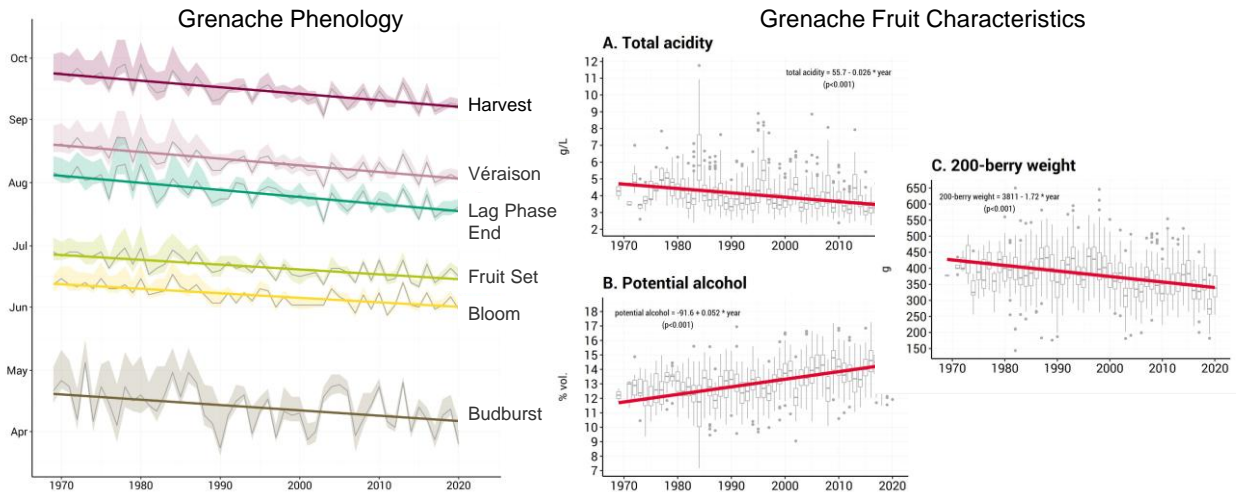 Grenache Phenology
Oct
Sep
Aug
Jul
Jun
May
Apr
1970
1980
1990
2000
2010
2020
Harvest
Véraison
Lag Phase
End
Fruit Set
Bloom
Budburst
Grenache Fruit Characteristics
A. Total acidity
total acidity = 55.7 - 0.026 * year
(p<0.001)
g/L
12
11
10
9
8
7
6
5
4
3
2
1970
1980
1990
2000
2010
B. Potential alcohol
potential alcohol = -91.6 + 0.052 * year
(p<0.001)
% vol.
18
17
16
15
14
13
12
11
10
9
8
7
1970
1980
1990
2000
2010
C. 200-berry weight
200-berry weight = 3811 - 1.72 * year
(p<0.001)
g
650
600
550
500
450
400
350
300
250
200
150
1970
1980
1990
2000
2010
2020